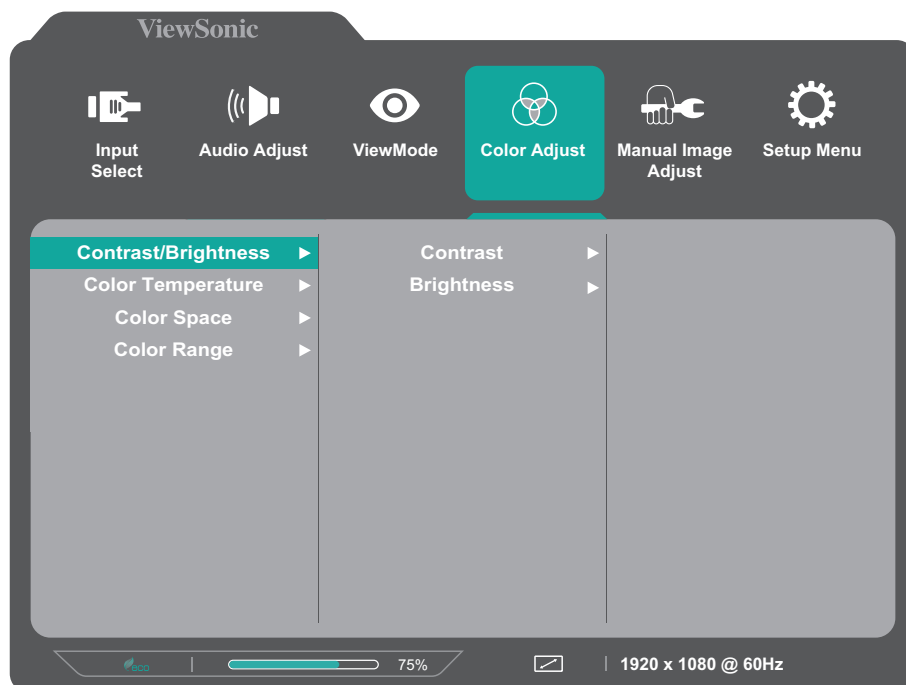 ViewSonic
Input
Select
Audio Adjust
ViewMode
Color Adjust
Manual Image
Adjust
Setup Menu
Contrast/Brightness
Color Temperature
Color Space
Color Range
Contrast
Brightness
eco
75%
1920 x 1080 @ 60Hz